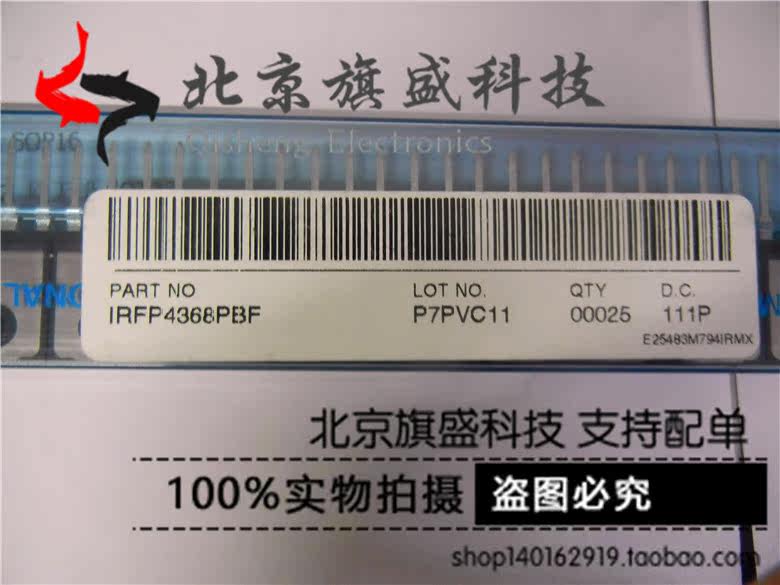 北京旗盛科技
Qisheng Electronics
SOP16
PART NO LOT NO. QTY D.C.
IRFP4368PBF P7PVC11 00025 111P
E25483M794IRMX
北京旗盛科技 支持配单
100%实物拍摄 盗图必究
shop140162919.taobao.com